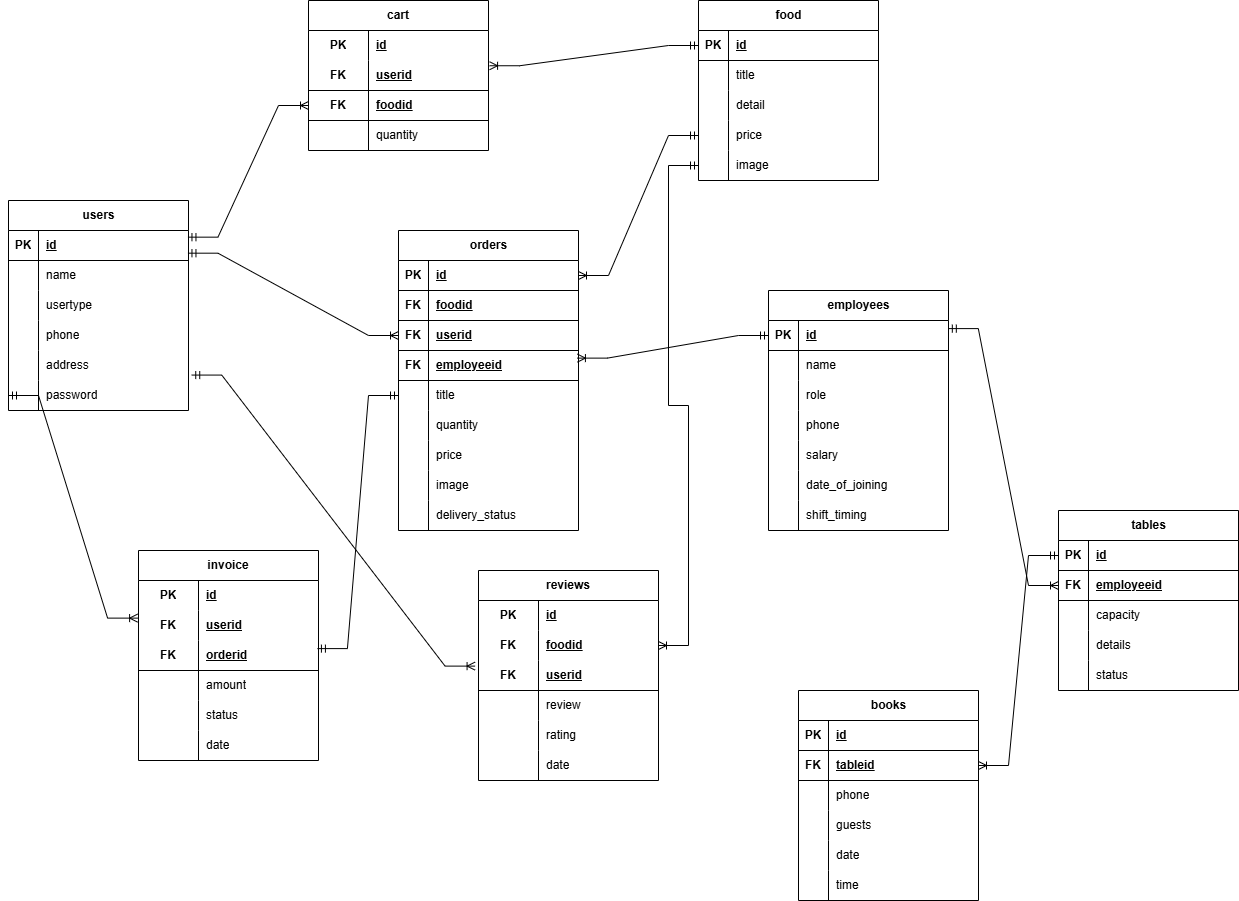 cart
PK id
FK userid
FK foodid
quantity
food
PK id
title
detail
price
image
users
PK id
name
usertype
phone
address
password
orders
PK id
FK foodid
FK userid
FK employeeid
title
quantity
price
image
delivery_status
employees
PK id
name
role
phone
salary
date_of_joining
shift_timing
tables
PK id
FK employeeid
capacity
details
status
invoice
PK id
FK userid
FK orderid
amount
status
date
reviews
PK id
FK foodid
FK userid
review
rating
date
books
PK id
FK tableid
phone
guests
date
time